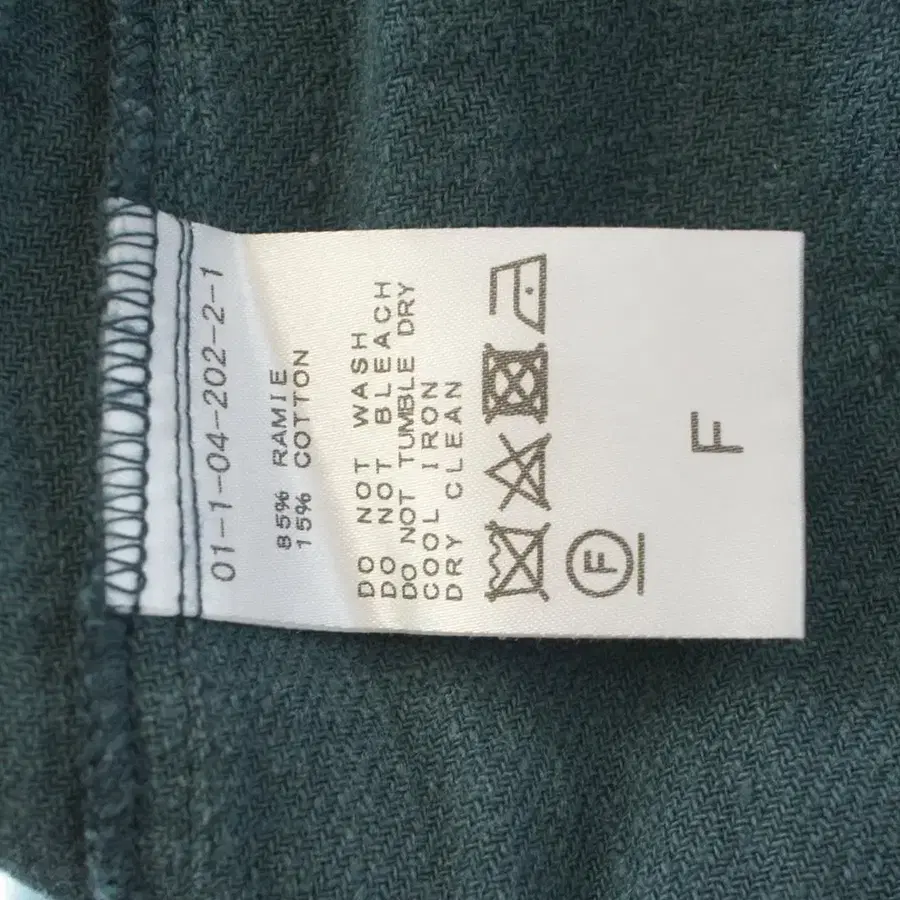 01-1-04-202-2-1
85% RAMIE
15% COTTON
DO NOT WASH
DO NOT BLEACH
DO NOT TUMBLE DRY
COOL IRON
DRY CLEAN
F
F